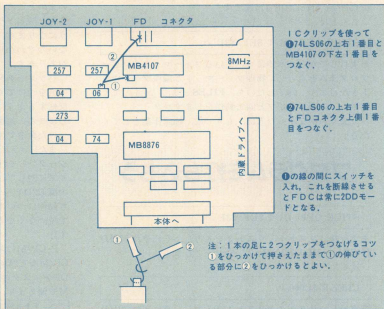 JOY-2 JOY-1 FD コネクタ
②
257 257 MB4107 8MHz
①
04 06
273
04 74 MB8876
内蔵ドライブへ
本体へ
ICクリップを使って
❶74LS06の上右1番目と
MB4107の下左1番目を
つなぐ。
❷74LS06の上右1番目
とFDコネクタ上側1番
目をつなぐ。
❶の線の間にスイッチを
入れ、これを断線させる
とFDCは常に2DDモー
ドとなる。
① ②
注：1本の足に2つクリップをつなげるコツ
①をひっかけて押さえたままで①の伸びてい
る部分に②をひっかけるとよい。